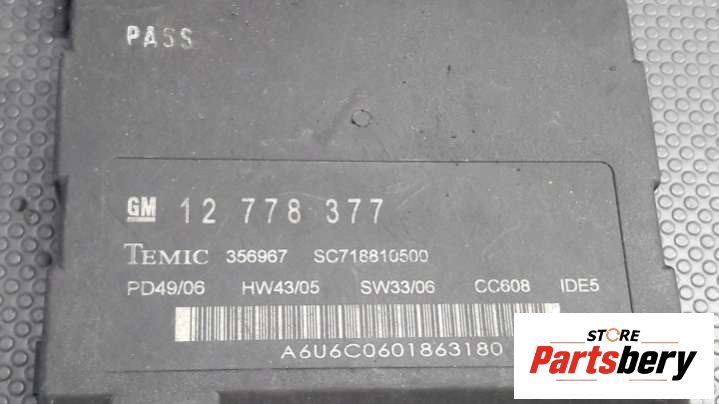 PASS
GM 12 778 377
TEMIC 356967 SC718810500
PD49/06 HW43/05 SW33/06 CC608 IDE5
A6U6C0601863180
STORE
Partsbery